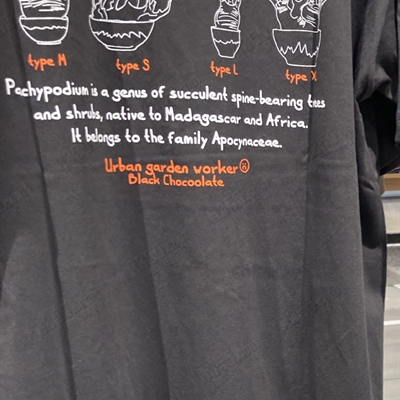 type M type S type L type X
Pachypodium is a genus of succulent spine-bearing trees
and shrubs, native to Madagascar and Africa.
It belongs to the family Apocynaceae.
Urban garden worker
Black Chocoolate